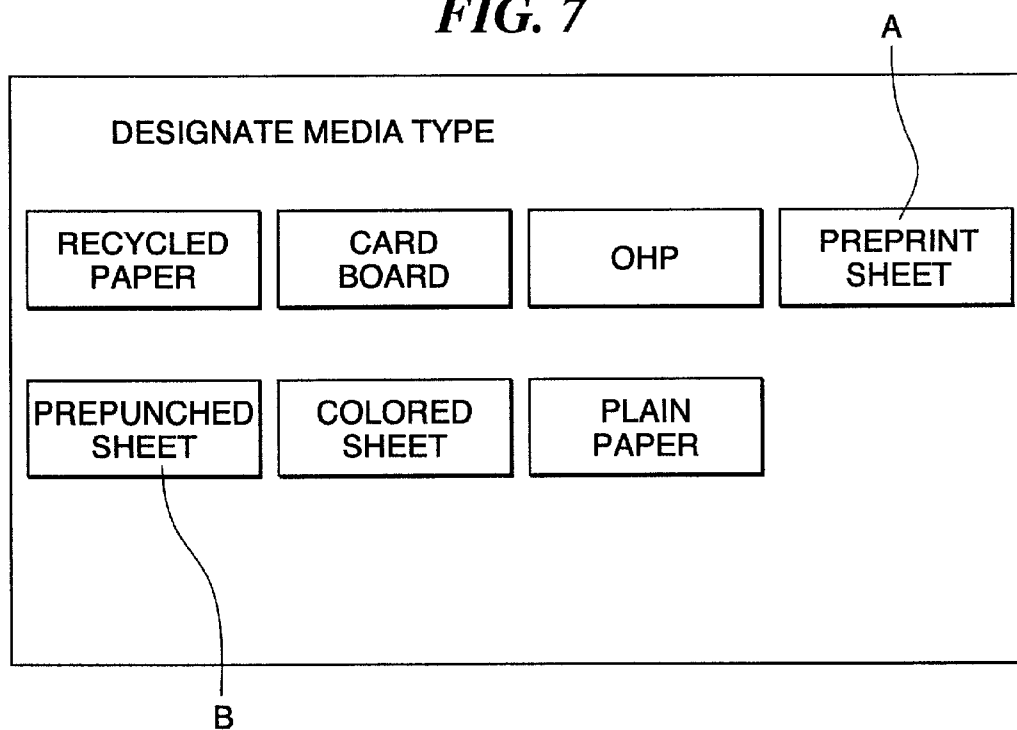 FIG. 7
A
DESIGNATE MEDIA TYPE
RECYCLED
PAPER
CARD
BOARD
OHP
PREPRINT
SHEET
PREPUNCHED
SHEET
COLORED
SHEET
PLAIN
PAPER
B